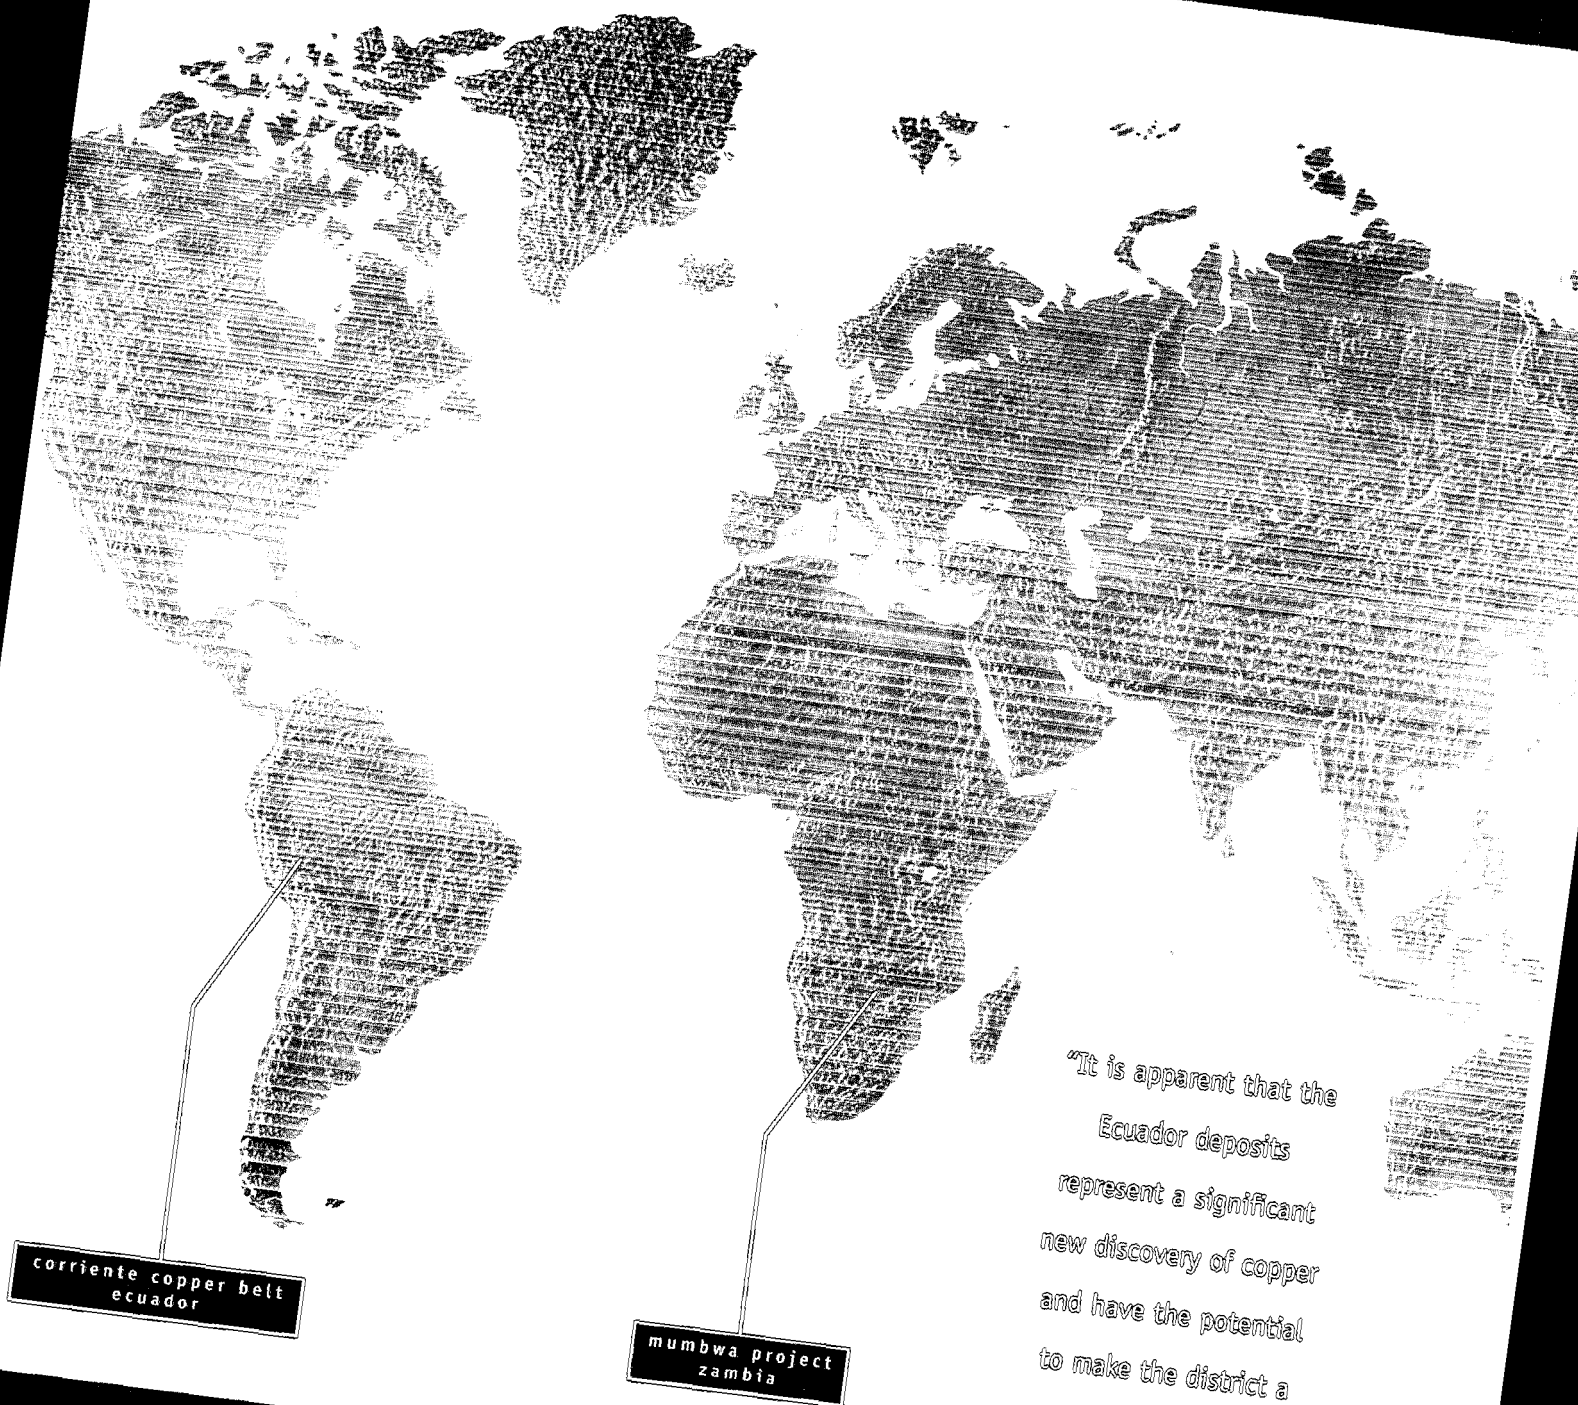 corriente copper belt
ecuador
mumbwa project
zambia
“It is apparent that the
Ecuador deposits
represent a significant
new discovery of copper
and have the potential
to make the district a